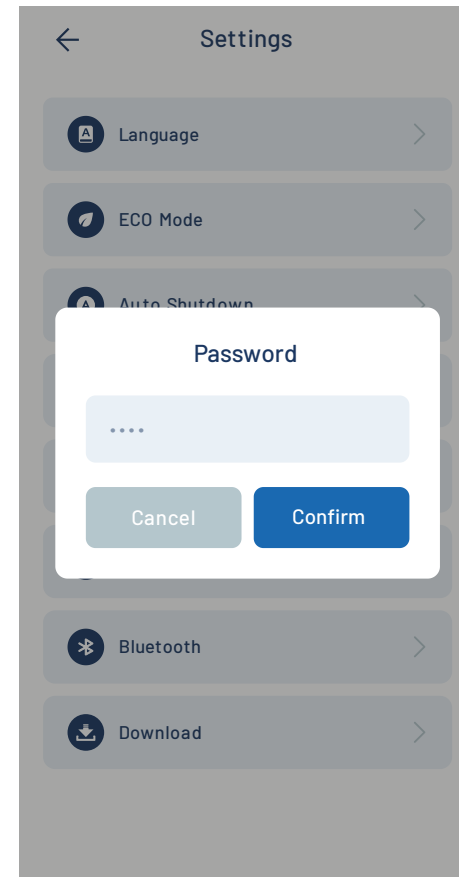 Settings
Language
ECO Mode
Auto Shutdown
Password
····
Cancel Confirm
Bluetooth
Download